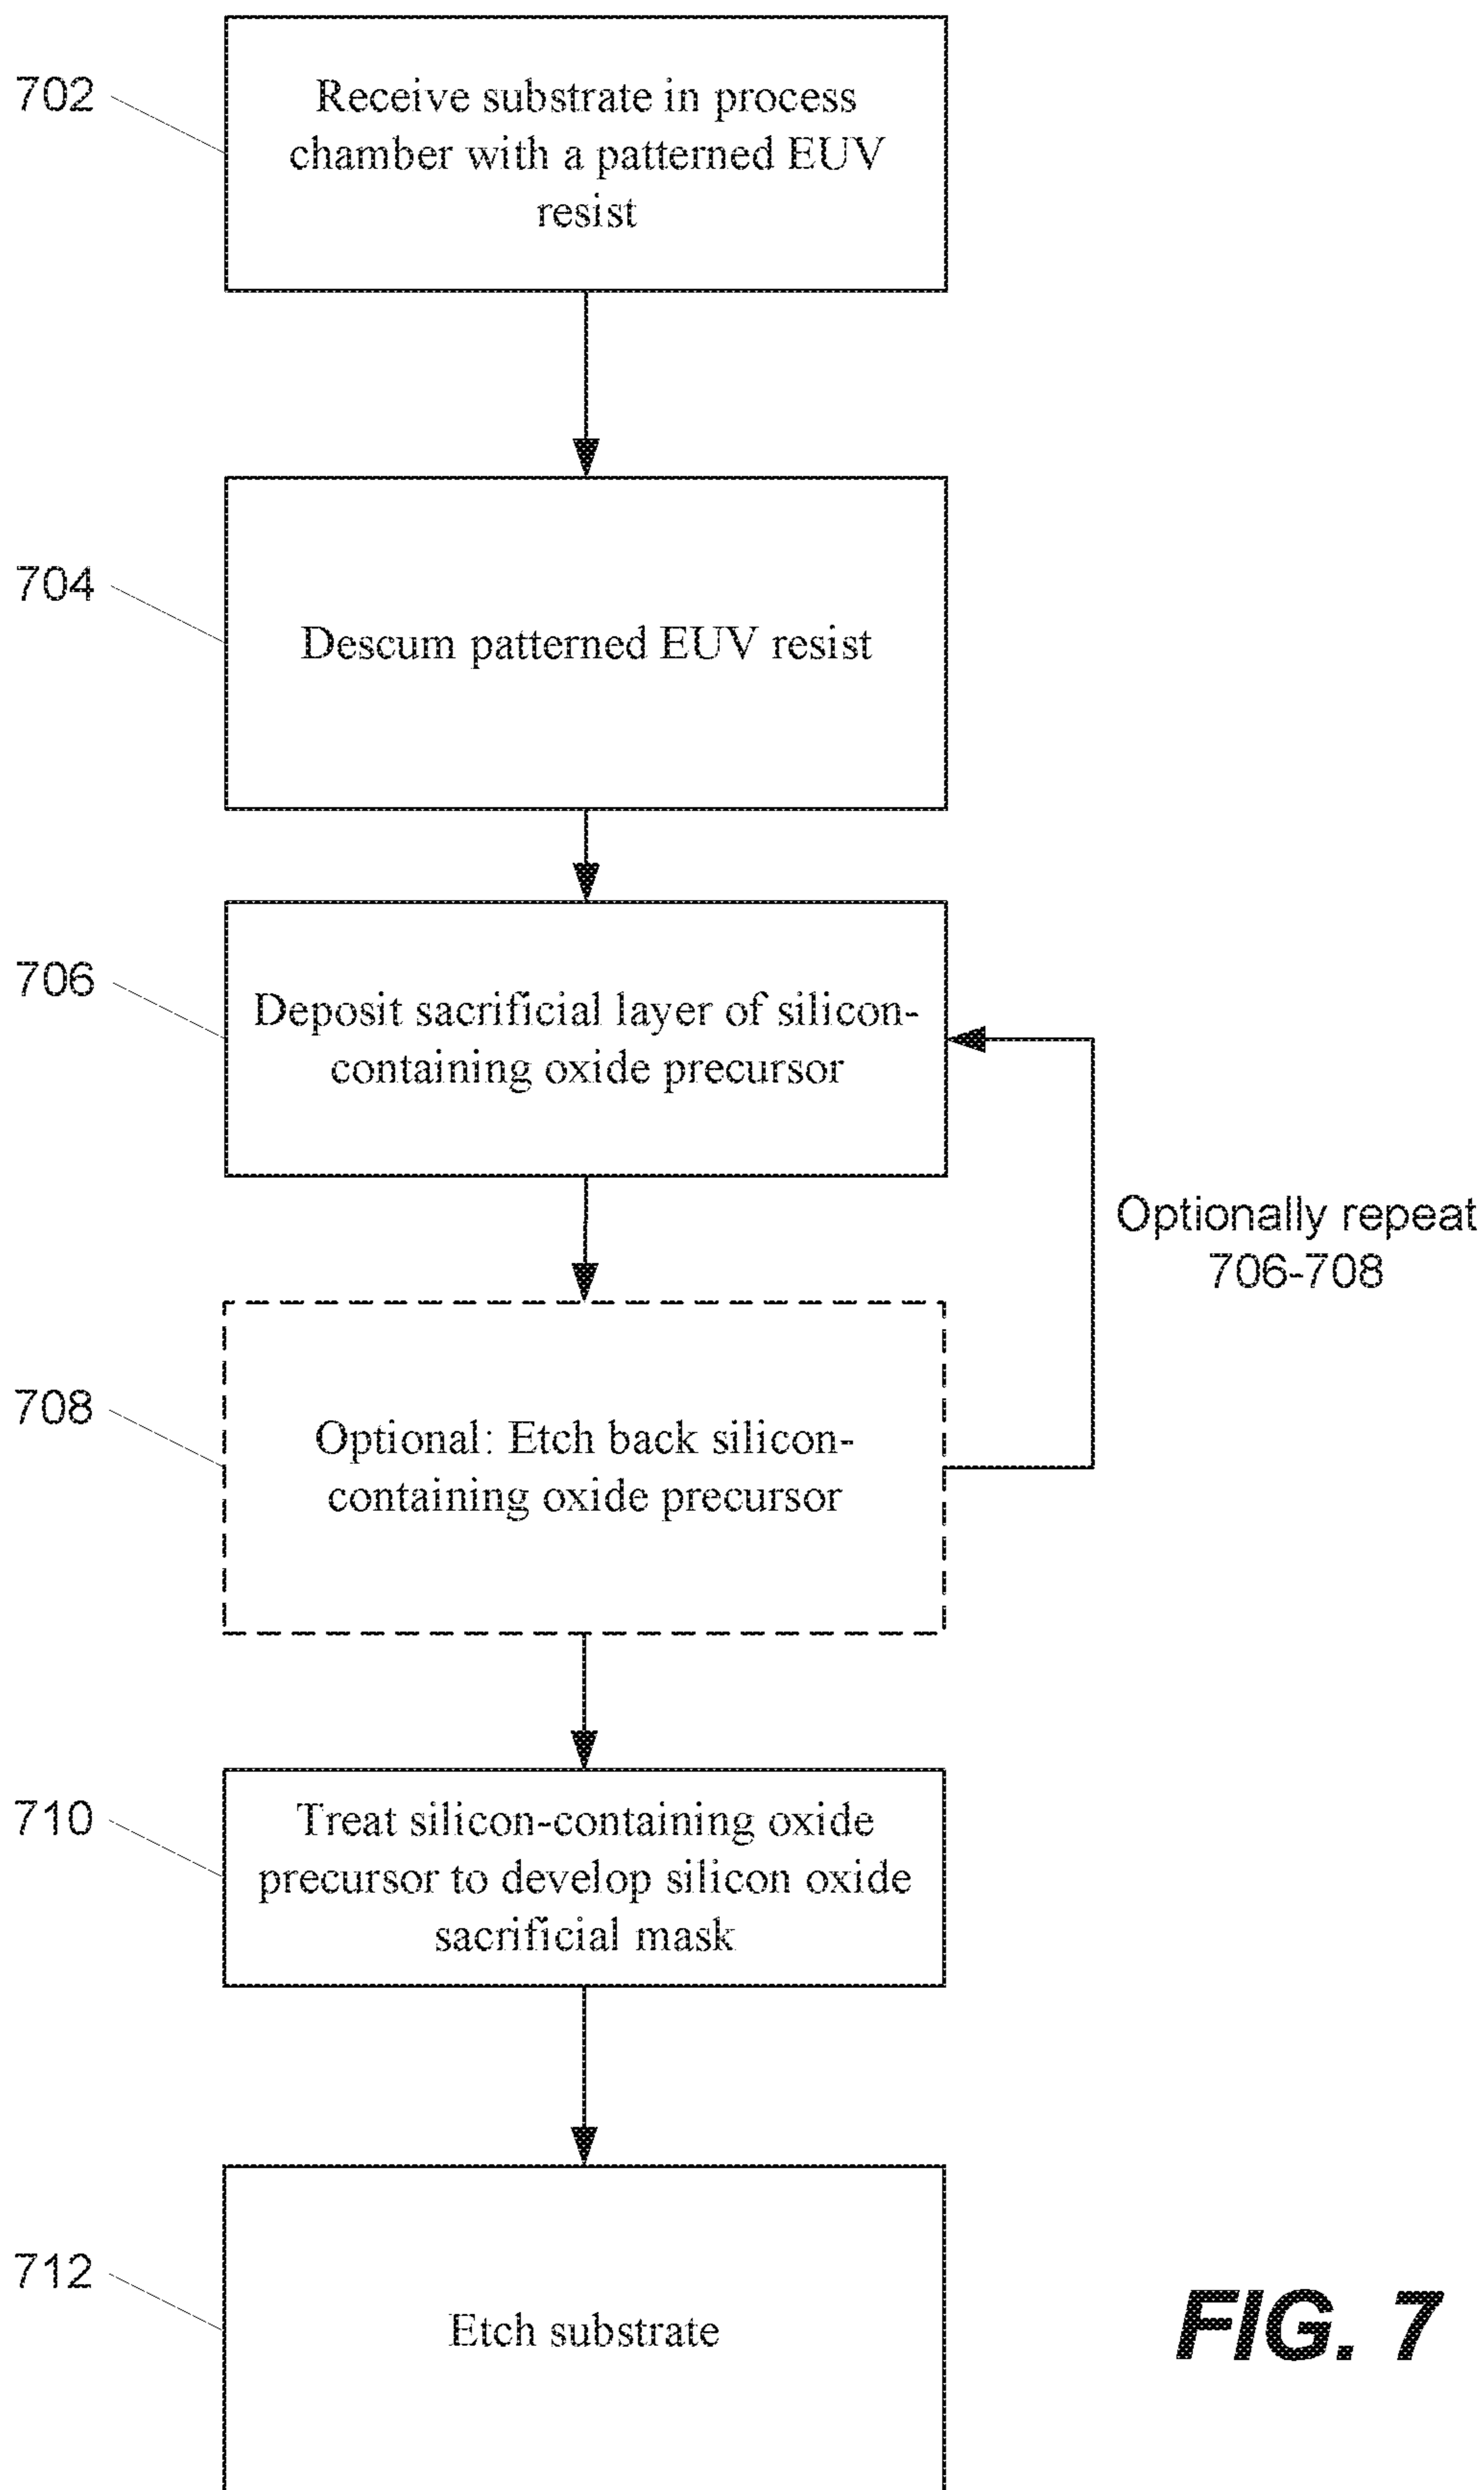 702
Receive substrate in process
chamber with a patterned EUV
resist
704
Descum patterned EUV resist
706
Deposit sacrificial layer of silicon-
containing oxide precursor
Optionally repeat
706-708
708
Optional: Etch back silicon-
containing oxide precursor
710
Treat silicon-containing oxide
precursor to develop silicon oxide
sacrificial mask
712
Etch substrate
FIG. 7